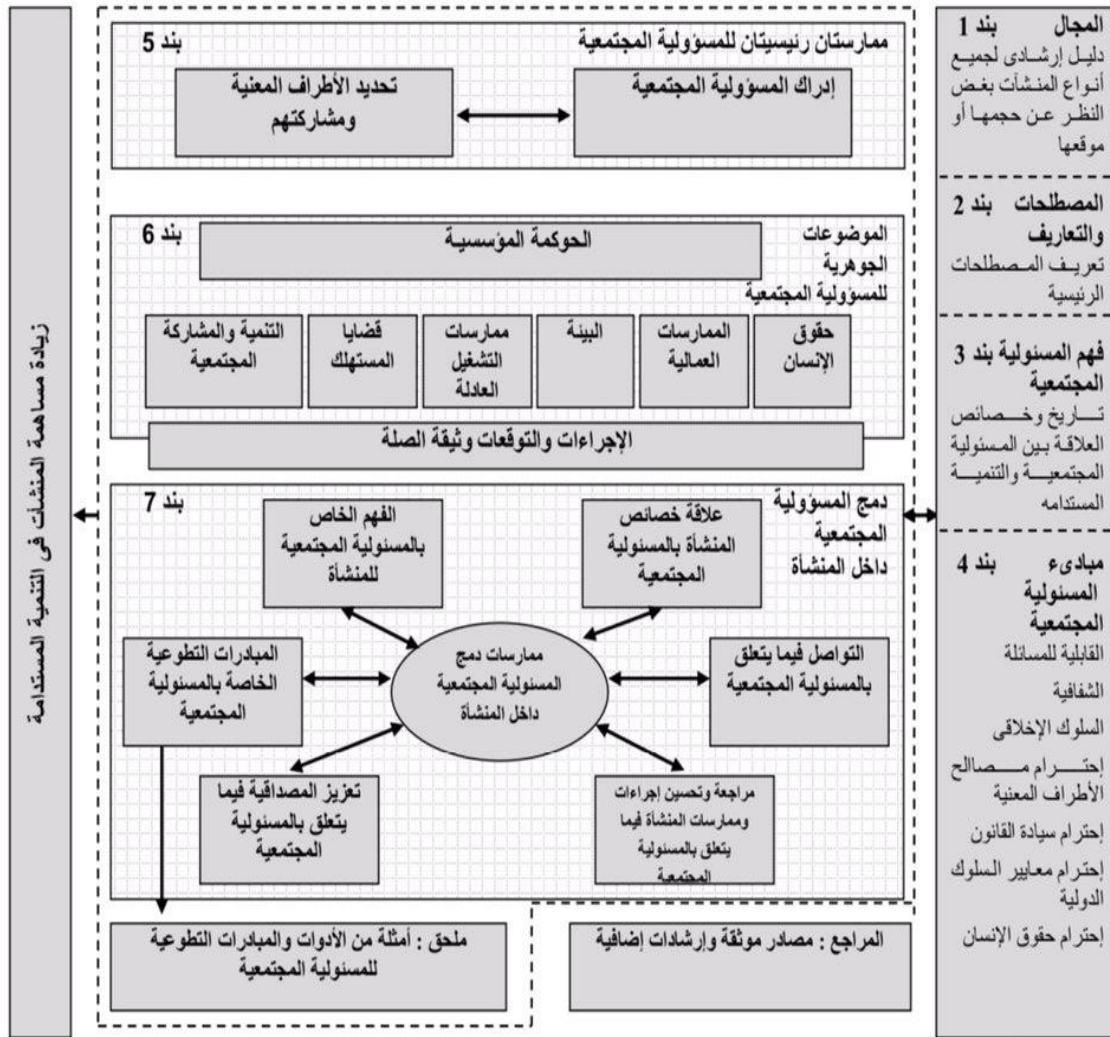 المجال بند 1
دليل إرشادى لجميع
أنواع المنشآت بغض
النظر عن حجمها أو
موقعها
المصطلحات بند 2
والتعاريف
تعريف المصطلحات
الرئيسية
فهم المسئولية بند 3
المجتمعية
تاريخ وخصائص
العلاقة بين المسئولية
المجتمعية والتنمية
المستدامه
مبادىء بند 4
المسئولية
المجتمعية
القابلية للمسائلة
الشفافية
السلوك الإخلاقى
إحترام مصاالح
الأطراف المعنية
إحترام سيادة القانون
إحترام معايير السلوك
الدولية
إحترام حقوق الإنسان
ممارستان رئيسيتان للمسؤولية المجتمعية بند 5
إدراك المسؤولية المجتمعية
تحديد الأطراف المعنية
ومشاركتهم
الموضوعات بند 6
الجوهرية
للمسؤولية المجتمعية
الحوكمة المؤسسية
حقوق
الإنسان
الممارسات
العمالية
البيئة
ممارسات
التشغيل
العادلة
قضايا
المستهلك
التنمية والمشاركة
المجتمعية
الإجراءات والتوقعات وثيقة الصلة
دمج المسؤولية بند 7
المجتمعية
داخل المنشأة
علاقة خصائص
المنشأة بالمسئولية
المجتمعية
الفهم الخاص
بالمسئولية المجتمعية
للمنشأة
التواصل فيما يتعلق
بالمسئولية المجتمعية
ممارسات دمج
المسئولية المجتمعية
داخل المنشأة
المبادرات التطوعية
الخاصة بالمسئولية
المجتمعية
مراجعة وتحسين إجراءات
وممارسات المنشأة فيما
يتعلق بالمسئولية
المجتمعية
تعزيز المصداقية فيما
يتعلق بالمسئولية
المجتمعية
المراجع : مصادر موثقة وإرشادات إضافية
ملحق : أمثلة من الأدوات والمبادرات التطوعية
للمسئولية المجتمعية
زيادة مساهمة المنشآت فى التنمية المستدامة